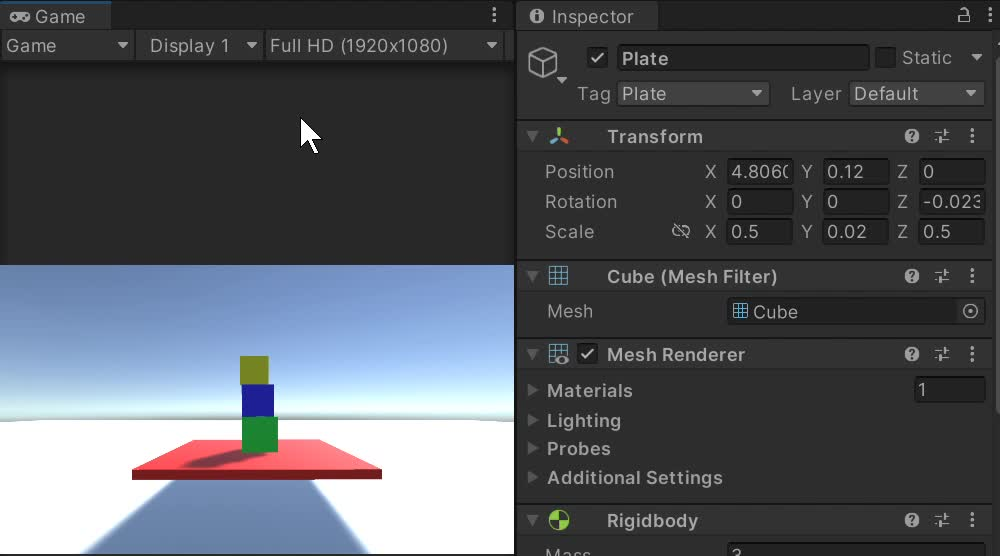 Game
Game Display 1 Full HD (1920x1080)
Inspector
Plate Static
Tag Plate Layer Default
Transform
Position X 4.806 Y 0.12 Z 0
Rotation X 0 Y 0 Z -0.023
Scale X 0.5 Y 0.02 Z 0.5
Cube (Mesh Filter)
Mesh Cube
Mesh Renderer
Materials 1
Lighting
Probes
Additional Settings
Rigidbody
Mass 3